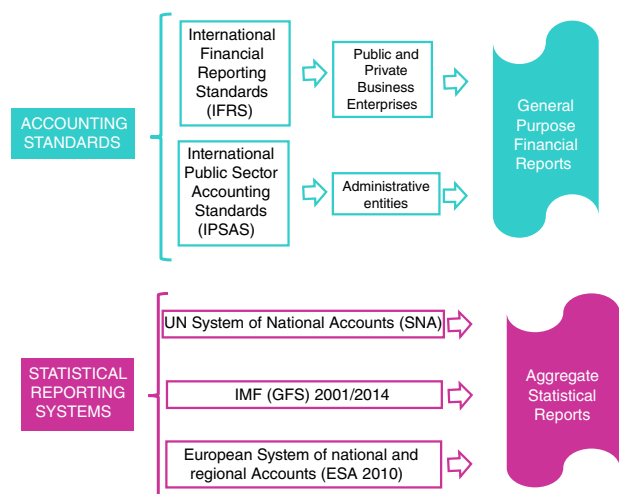 ACCOUNTING
STANDARDS
International
Financial
Reporting
Standards
(IFRS)
Public and
Private
Business
Enterprises
International
Public Sector
Accounting
Standards
(IPSAS)
Administrative
entities
General
Purpose
Financial
Reports
STATISTICAL
REPORTING
SYSTEMS
UN System of National Accounts (SNA)
IMF (GFS) 2001/2014
European System of national and
regional Accounts (ESA 2010)
Aggregate
Statistical
Reports